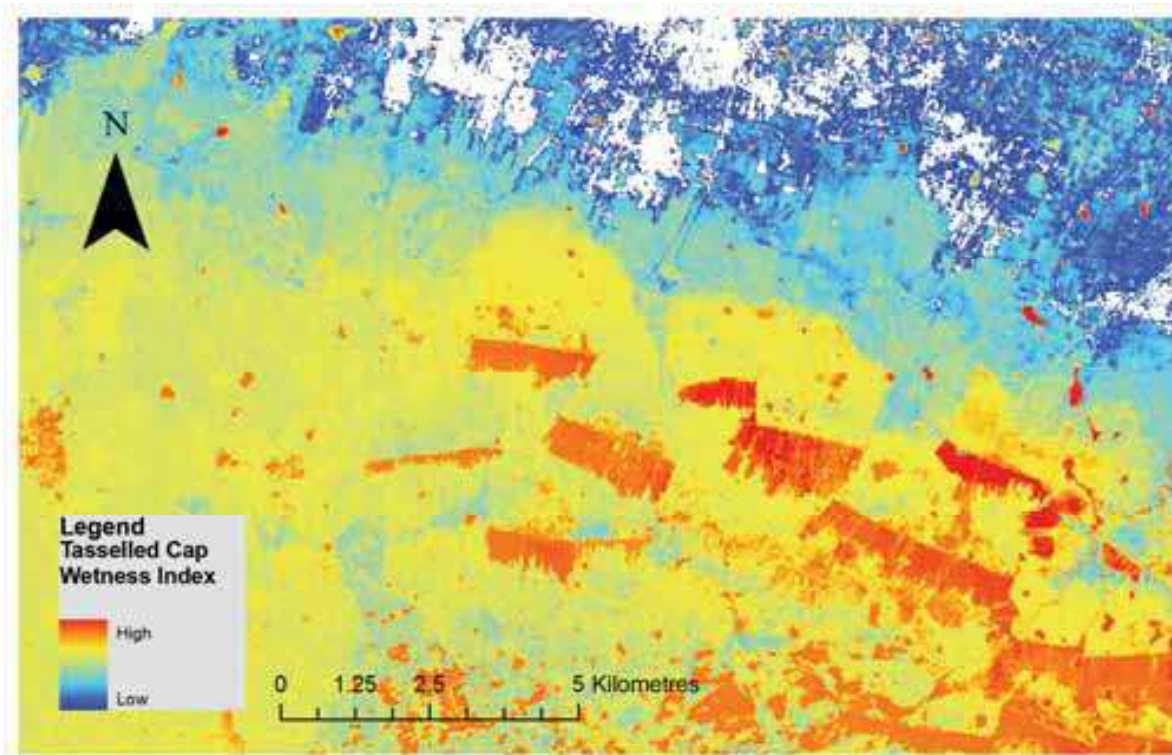 N
Legend
Tasselled Cap
Wetness Index
High
Low
0 1.25 2.5 5 Kilometres